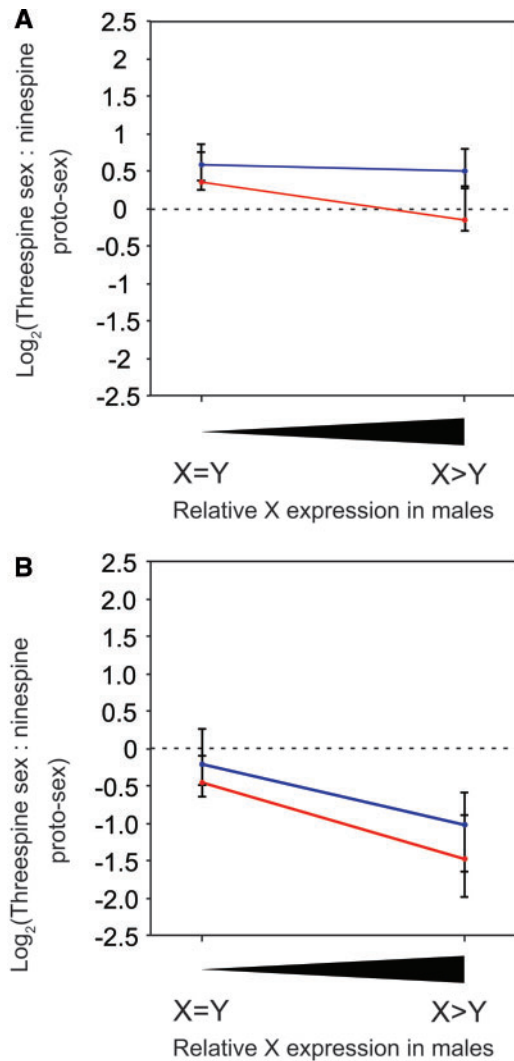 A
Log₂(Threespine sex : ninespine
proto-sex)
2.5
2
1.5
1
0.5
0
-0.5
-1
-1.5
-2
-2.5
X=Y
X>Y
Relative X expression in males
B
Log₂(Threespine sex : ninespine
proto-sex)
2.5
2.0
1.5
1.0
0.5
0
-0.5
-1.0
-1.5
-2.0
-2.5
X=Y
X>Y
Relative X expression in males